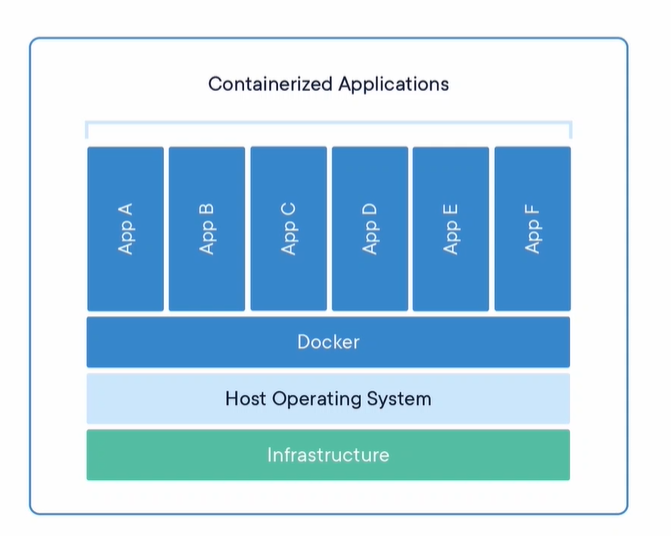 Containerized Applications
App A
App B
App C
App D
App E
App F
Docker
Host Operating System
Infrastructure